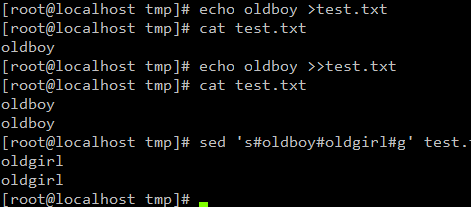 [root@localhost tmp]# echo oldboy >test.txt
[root@localhost tmp]# cat test.txt
oldboy
[root@localhost tmp]# echo oldboy >>test.txt
[root@localhost tmp]# cat test.txt
oldboy
oldboy
[root@localhost tmp]# sed 's#oldboy#oldgirl#g' test.
oldgirl
oldgirl
[root@localhost tmp]#